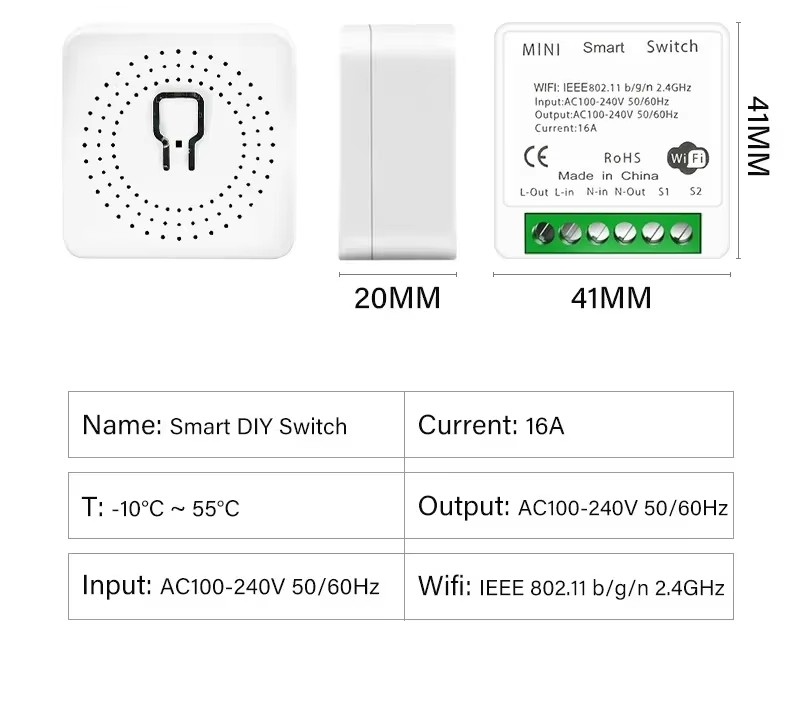 MINI Smart Switch
WIFI: IEEE802.11 b/g/n 2.4GHz
Input:AC100-240V 50/60Hz
Output:AC100-240V 50/60Hz
Current:16A
CE RoHS WiFi
Made in China
L-Out L-in N-in N-Out S1 S2
41MM
20MM
41MM
Name: Smart DIY Switch
Current: 16A
T: -10°C ~ 55°C
Output: AC100-240V 50/60Hz
Input: AC100-240V 50/60Hz
Wifi: IEEE 802.11 b/g/n 2.4GHz